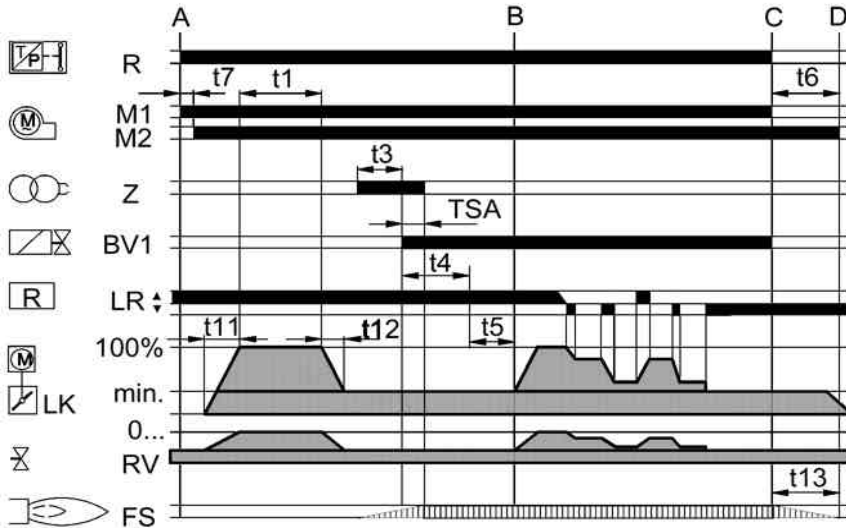 A B C D
T/P R
t7 t1 t6
M M1
M2
t3
Z
TSA
BV1
t4
R LR
t11 t12 t5
M 100%
min.
LK
0...
RV
t13
FS